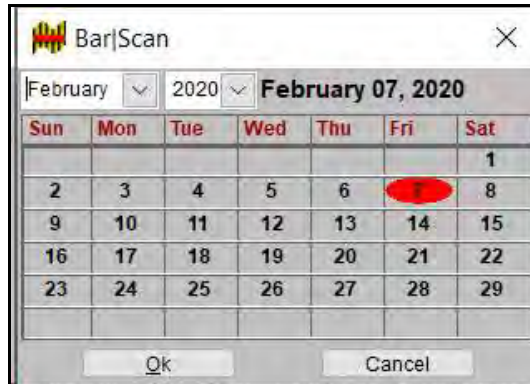 Bar|Scan
February 2020 February 07, 2020
Sun Mon Tue Wed Thu Fri Sat
1
2 3 4 5 6 7 8
9 10 11 12 13 14 15
16 17 18 19 20 21 22
23 24 25 26 27 28 29
Ok Cancel